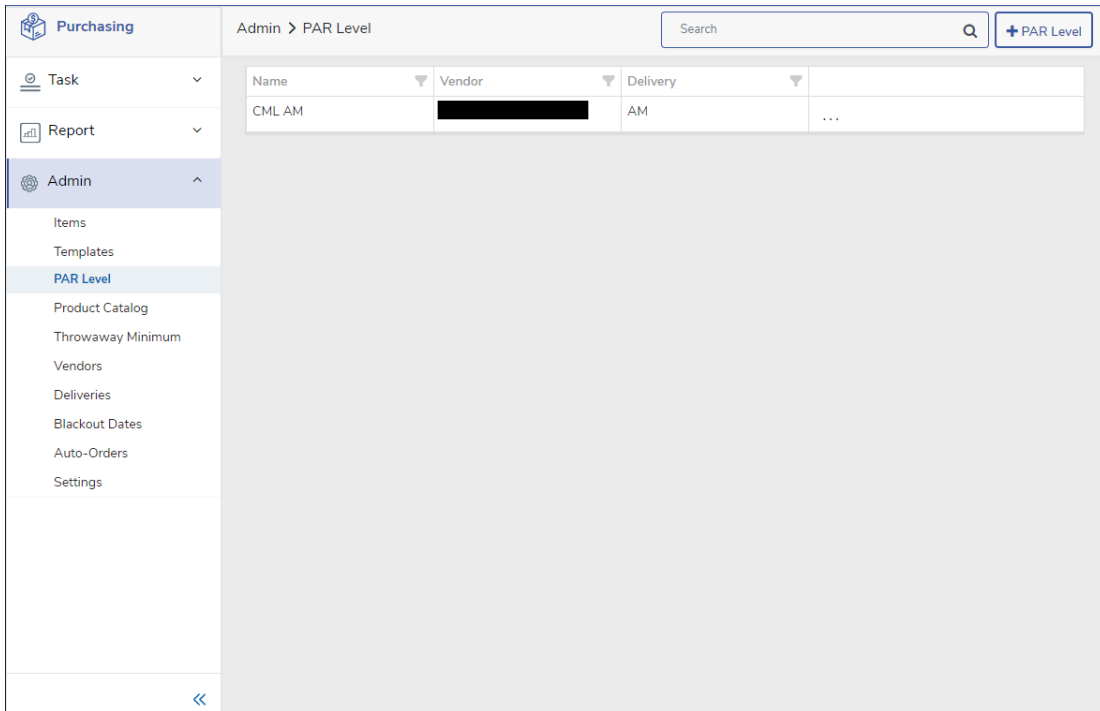 Purchasing
Admin > PAR Level
Search
+ PAR Level
Task
Report
Admin
Items
Templates
PAR Level
Product Catalog
Throwaway Minimum
Vendors
Deliveries
Blackout Dates
Auto-Orders
Settings
Name Vendor Delivery
CML AM AM ...